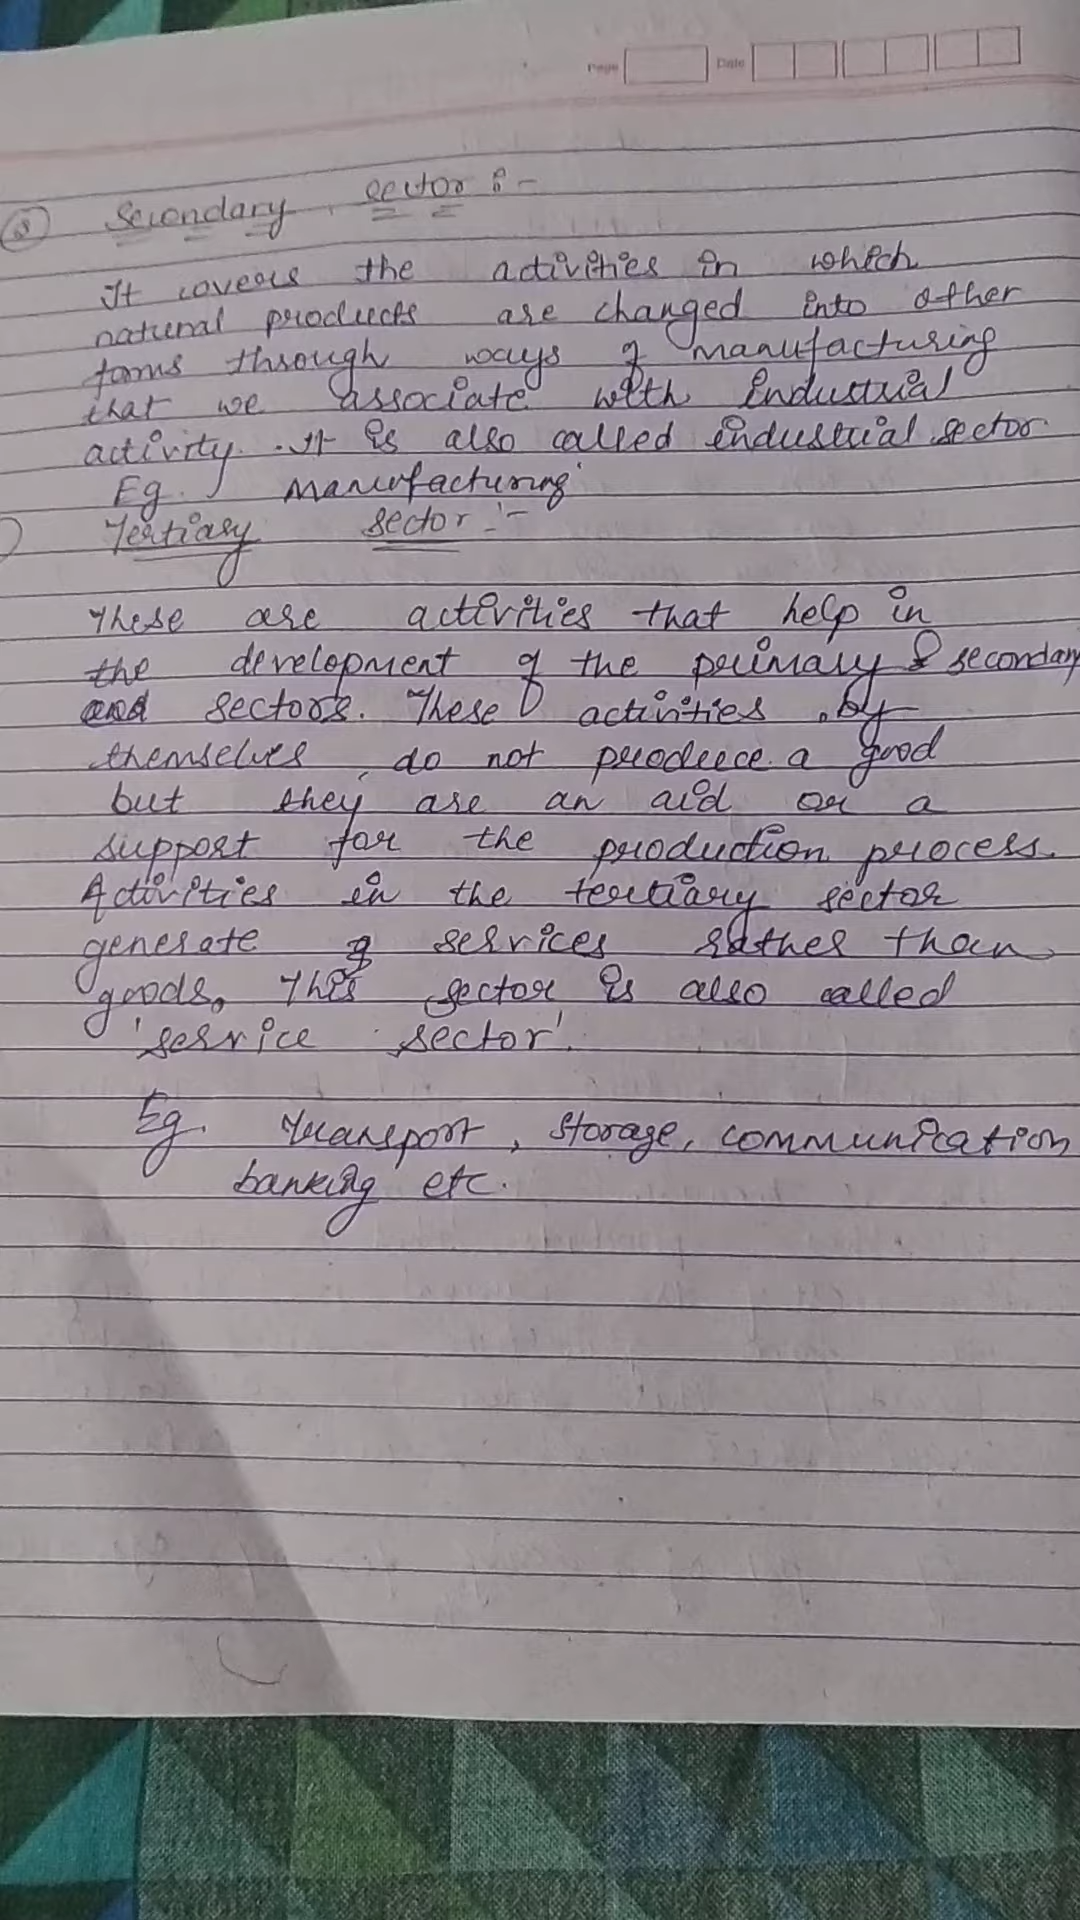 Page Date
② Secondary sector :-
It covers the activities in which
natural products are changed into other
forms through ways of manufacturing
that we associate with industrial
activity. It is also called industrial sector.
Eg. Manufacturing
Tertiary sector :-
These are activities that help in
the development of the primary & secondary
and sectors. These activities by
themselves do not produce a good
but they are an aid or a
support for the production process.
Activities in the tertiary sector
generate services rather than
goods. This sector is also called
'service sector'.
Eg. Transport, storage, communication
banking etc.